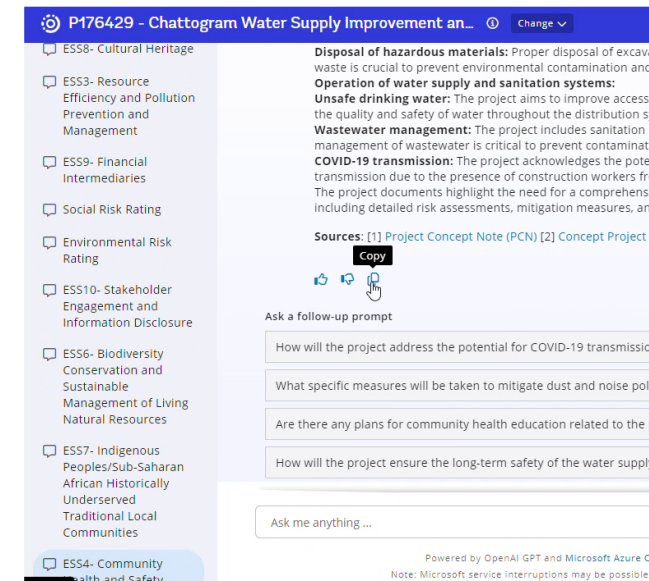 P176429 - Chattogram Water Supply Improvement an... Change
ESS8- Cultural Heritage
ESS3- Resource
Efficiency and Pollution
Prevention and
Management
ESS9- Financial
Intermediaries
Social Risk Rating
Environmental Risk
Rating
ESS10- Stakeholder
Engagement and
Information Disclosure
ESS6- Biodiversity
Conservation and
Sustainable
Management of Living
Natural Resources
ESS7- Indigenous
Peoples/Sub-Saharan
African Historically
Underserved
Traditional Local
Communities
ESS4- Community
Health and Safety
Disposal of hazardous materials: Proper disposal of excav
waste is crucial to prevent environmental contamination and
Operation of water supply and sanitation systems:
Unsafe drinking water: The project aims to improve access
the quality and safety of water throughout the distribution s
Wastewater management: The project includes sanitation
management of wastewater is critical to prevent contaminat
COVID-19 transmission: The project acknowledges the pote
transmission due to the presence of construction workers fr
The project documents highlight the need for a comprehens
including detailed risk assessments, mitigation measures, an
Sources: [1] Project Concept Note (PCN) [2] Concept Project
Copy
Ask a follow-up prompt
How will the project address the potential for COVID-19 transmissio
What specific measures will be taken to mitigate dust and noise pol
Are there any plans for community health education related to the
How will the project ensure the long-term safety of the water suppl
Ask me anything ...
Powered by OpenAI GPT and Microsoft Azure C
Note: Microsoft service interruptions may be possible